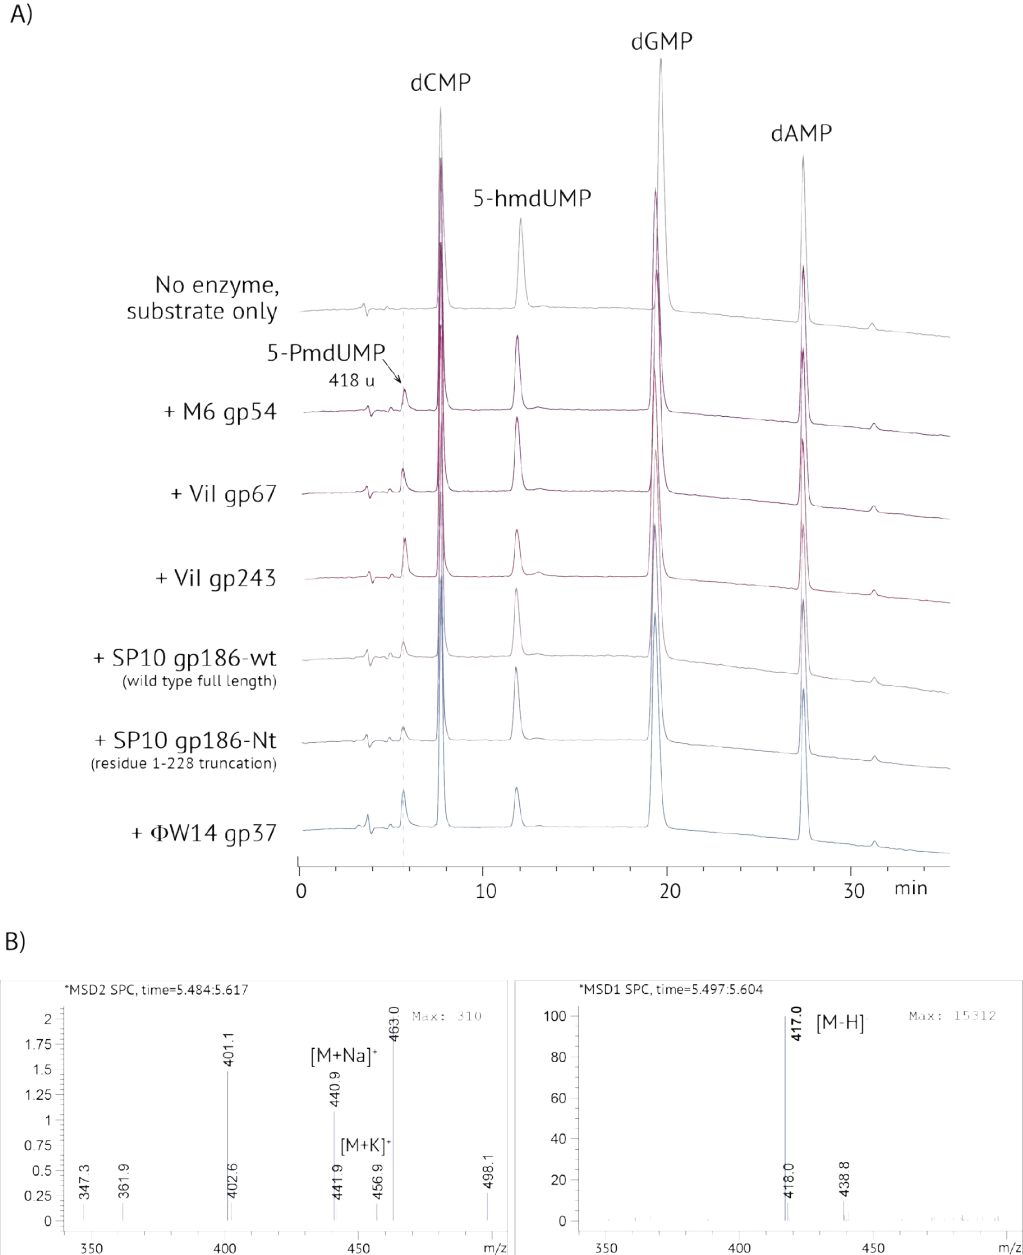 A)
dGMP
dCMP
dAMP
5-hmdUMP
No enzyme,
substrate only
5-PmdUMP
418 u
+ M6 gp54
+ ViI gp67
+ ViI gp243
+ SP10 gp186-wt
(wild type full length)
+ SP10 gp186-Nt
(residue 1-228 truncation)
+ ΦW14 gp37
0 10 20 30 min
B)
*MSD2 SPC, time=5.484:5.617
Max: 310
2
1.75
1.5
1.25
1
0.75
0.5
0.25
0
347.3
361.9
401.1
402.6
[M+Na]+
440.9
441.9
[M+K]+
456.9
463.0
498.1
350 400 450 m/z
*MSD1 SPC, time=5.497:5.604
Max: 15312
100
80
60
40
20
0
417.0
[M-H]
418.0
438.8
350 400 450 m/z